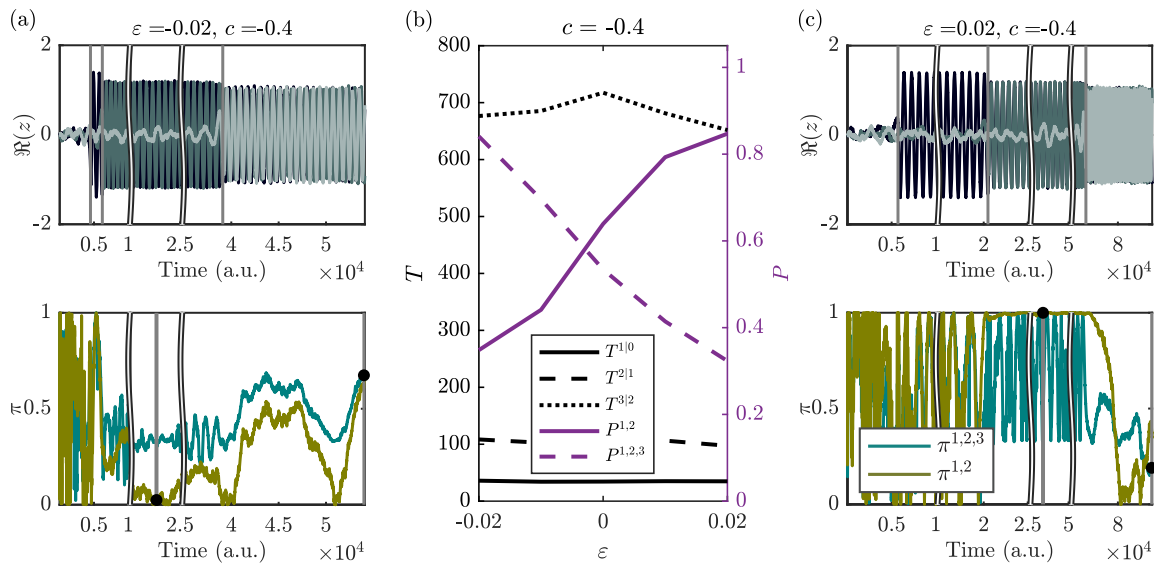 (a)
ε =-0.02, c =-0.4
2
0
-2
ℜ(z)
0.5 1 2.5 4 4.5 5
Time (a.u.)
×10⁴
1
0.5
0
π
0.5 1 2.5 4 4.5 5
Time (a.u.)
×10⁴
(b)
c = -0.4
800
700
600
500
400
300
200
100
0
T
1
0.8
0.6
0.4
0.2
0
P
T^{1|0}
T^{2|1}
T^{3|2}
P^{1,2}
P^{1,2,3}
-0.02 0 0.02
ε
(c)
ε=0.02, c =-0.4
2
0
-2
ℜ(z)
0.5 1 2 2.5 5 8
Time (a.u.)
×10⁴
1
0.5
0
π
π^{1,2,3}
π^{1,2}
0.5 1 2 2.5 5 8
Time (a.u.)
×10⁴